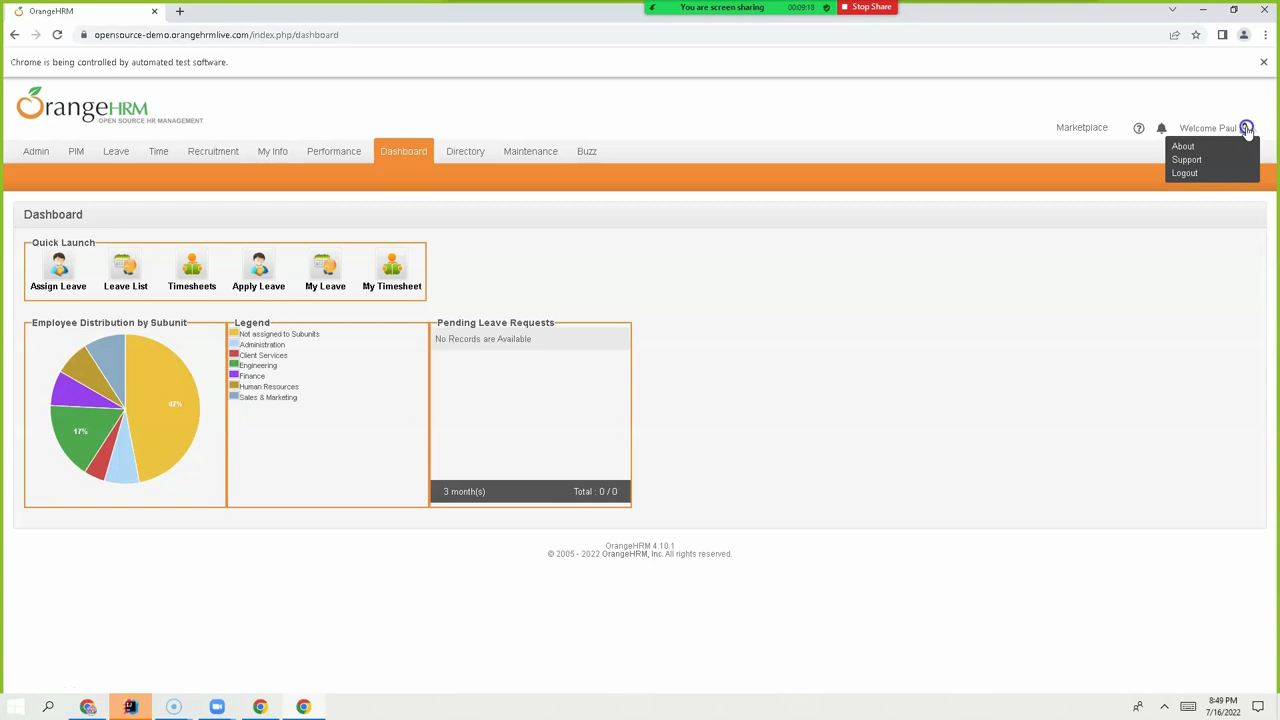 OrangeHRM
You are screen sharing
00:09:18
Stop Share
opensource-demo.orangehrmlive.com/index.php/dashboard
Chrome is being controlled by automated test software.
OrangeHRM
OPEN SOURCE HR MANAGEMENT
Marketplace
Welcome Paul
About
Support
Logout
Admin PIM Leave Time Recruitment My Info Performance Dashboard Directory Maintenance Buzz
Dashboard
Quick Launch
Assign Leave Leave List Timesheets Apply Leave My Leave My Timesheet
Employee Distribution by Subunit
47%
17%
Legend
Not assigned to Subunits
Administration
Client Services
Engineering
Finance
Human Resources
Sales & Marketing
Pending Leave Requests
No Records are Available
3 month(s) Total : 0 / 0
OrangeHRM 4.10.1
© 2005 - 2022 OrangeHRM, Inc. All rights reserved.
8:49 PM
7/16/2022